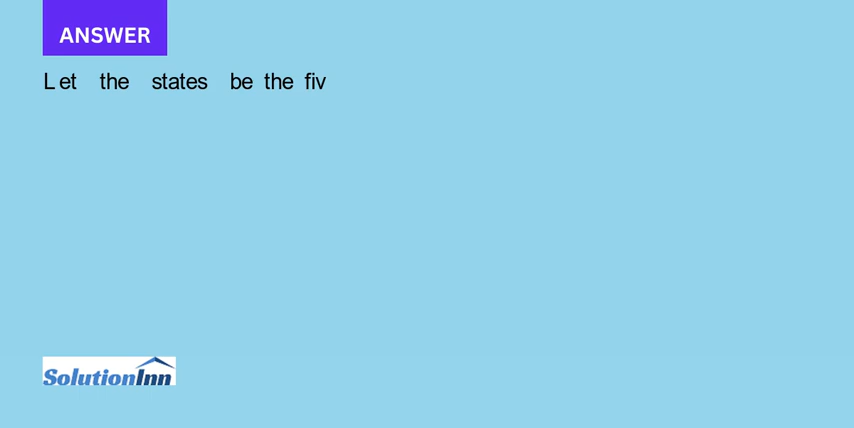 ANSWER
Let the states be the fiv
SolutionInn